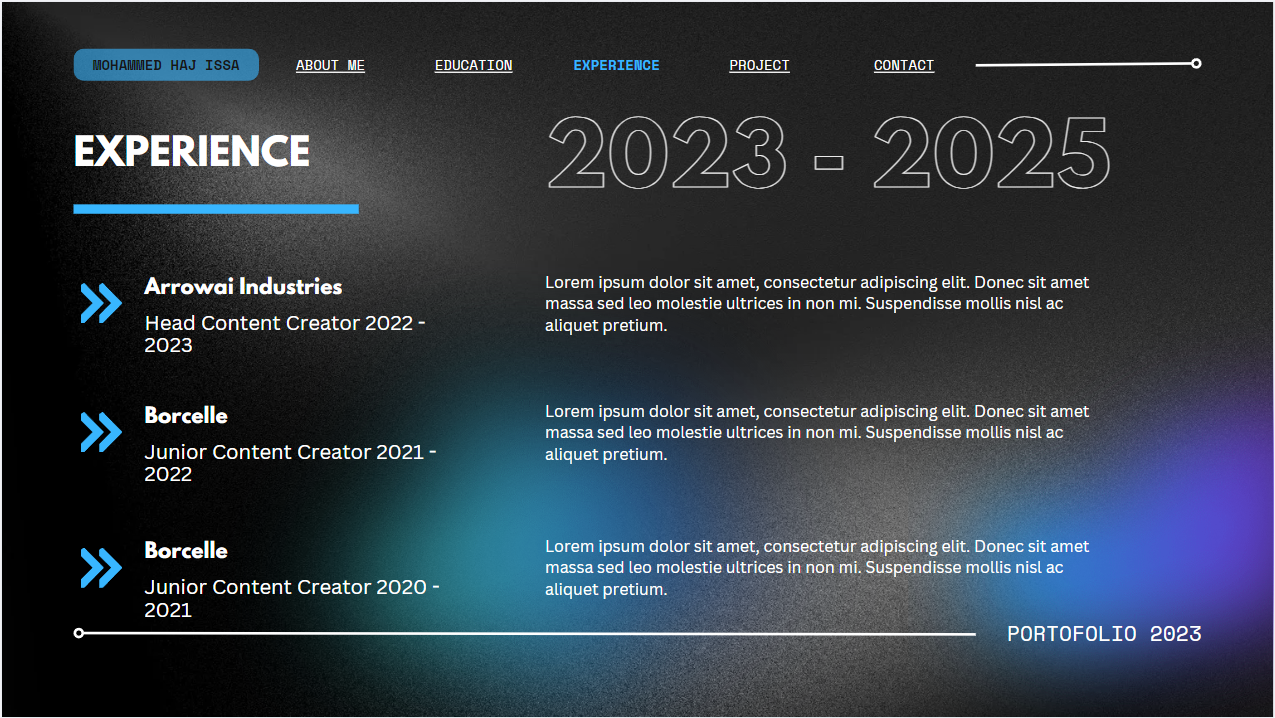 MOHAMMED HAJ ISSA ABOUT ME EDUCATION EXPERIENCE PROJECT CONTACT
EXPERIENCE
2023 - 2025
Arrowai Industries
Head Content Creator 2022 -
2023
Lorem ipsum dolor sit amet, consectetur adipiscing elit. Donec sit amet
massa sed leo molestie ultrices in non mi. Suspendisse mollis nisl ac
aliquet pretium.
Borcelle
Junior Content Creator 2021 -
2022
Lorem ipsum dolor sit amet, consectetur adipiscing elit. Donec sit amet
massa sed leo molestie ultrices in non mi. Suspendisse mollis nisl ac
aliquet pretium.
Borcelle
Junior Content Creator 2020 -
2021
Lorem ipsum dolor sit amet, consectetur adipiscing elit. Donec sit amet
massa sed leo molestie ultrices in non mi. Suspendisse mollis nisl ac
aliquet pretium.
PORTOFOLIO 2023